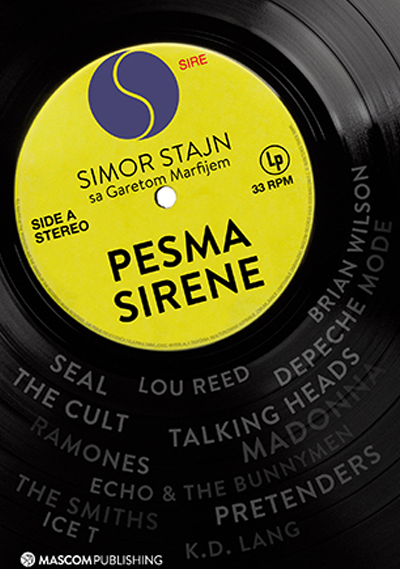 SIRE
SIMOR STAJN
sa Garetom Marfijem
Lp
33 RPM
SIDE A
STEREO
PESMA
SIRENE
BRIAN WILSON
DEPECHE MODE
SEAL
LOU REED
THE CULT
TALKING HEADS
MADONNA
RAMONES
ECHO & THE BUNNYMEN
THE SMITHS
PRETENDERS
ICE T
K.D. LANG
MASCOM PUBLISHING